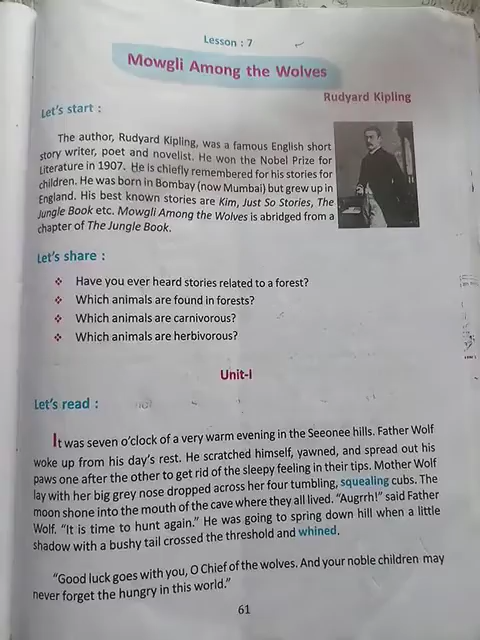 Lesson : 7
Mowgli Among the Wolves
Rudyard Kipling
Let's start :
The author, Rudyard Kipling, was a famous English short
story writer, poet and novelist. He won the Nobel Prize for
Literature in 1907. He is chiefly remembered for his stories for
children. He was born in Bombay (now Mumbai) but grew up in
England. His best known stories are Kim, Just So Stories, The
Jungle Book etc. Mowgli Among the Wolves is abridged from a
chapter of The Jungle Book.
Let's share :
❖ Have you ever heard stories related to a forest?
❖ Which animals are found in forests?
❖ Which animals are carnivorous?
❖ Which animals are herbivorous?
Unit-I
Let's read :
It was seven o'clock of a very warm evening in the Seeonee hills. Father Wolf
woke up from his day's rest. He scratched himself, yawned, and spread out his
paws one after the other to get rid of the sleepy feeling in their tips. Mother Wolf
lay with her big grey nose dropped across her four tumbling, squealing cubs. The
moon shone into the mouth of the cave where they all lived. "Augrrh!" said Father
Wolf. "It is time to hunt again." He was going to spring down hill when a little
shadow with a bushy tail crossed the threshold and whined.
"Good luck goes with you, O Chief of the wolves. And your noble children may
never forget the hungry in this world."
61